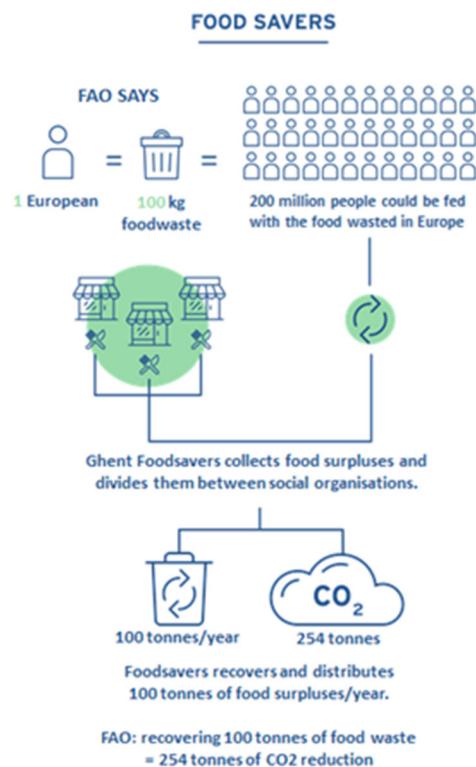 FOOD SAVERS
FAO SAYS
1 European
100 kg
foodwaste
200 million people could be fed
with the food wasted in Europe
Ghent Foodsavers collects food surpluses and
divides them between social organisations.
CO2
100 tonnes/year
254 tonnes
Foodsavers recovers and distributes
100 tonnes of food surpluses/year.
FAO: recovering 100 tonnes of food waste
= 254 tonnes of CO2 reduction